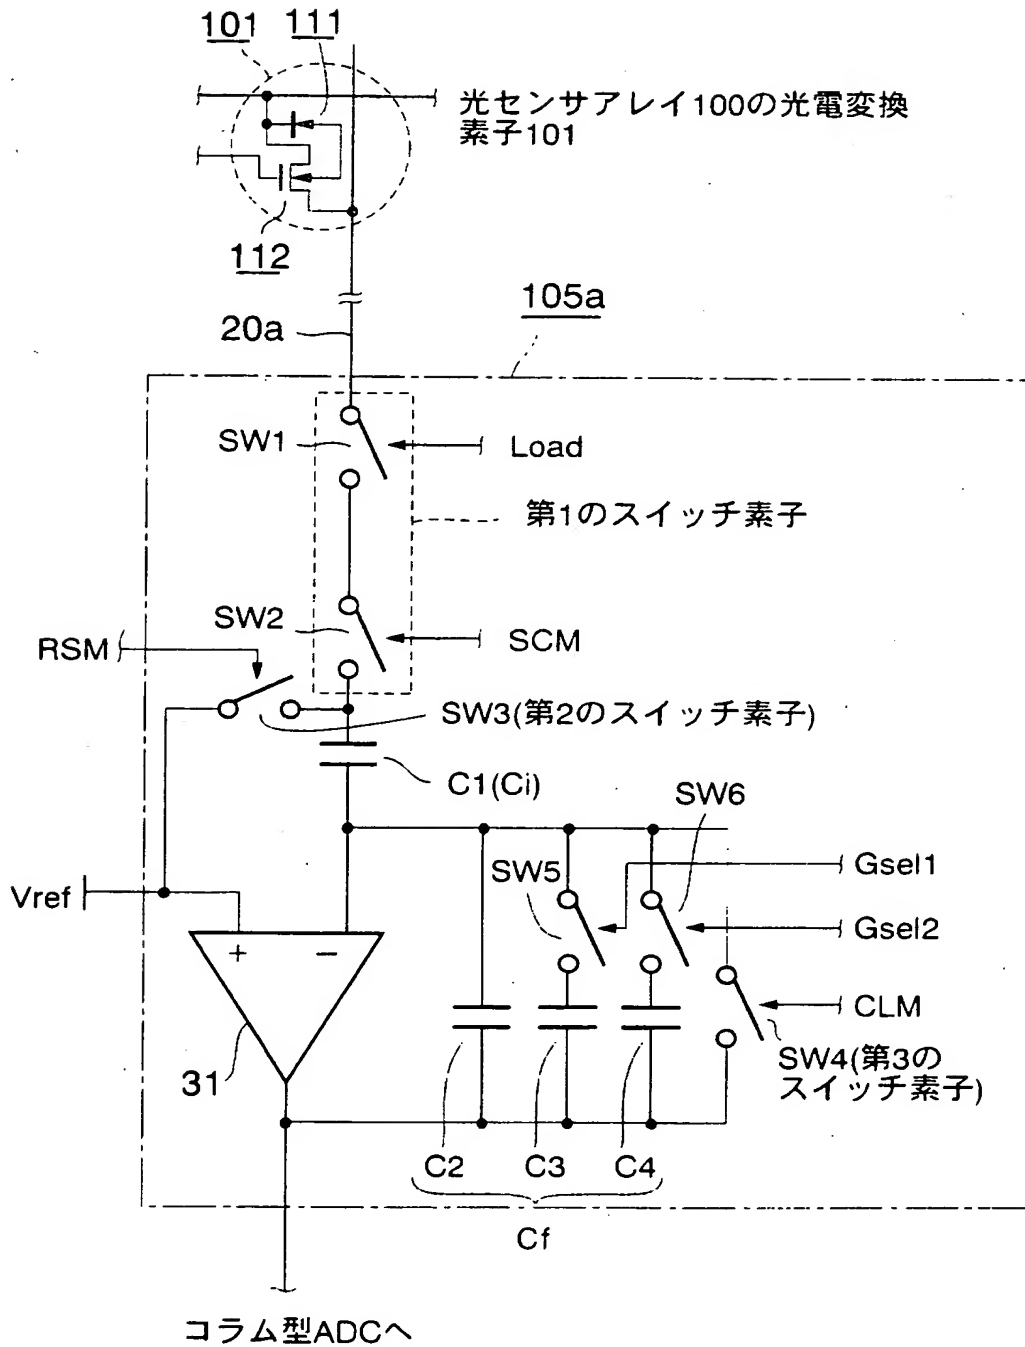 101
111
光センサアレイ100の光電変換
素子101
112
105a
20a
SW1
Load
第1のスイッチ素子
SW2
RSM
SCM
SW3(第2のスイッチ素子)
C1(Ci)
SW6
SW5
Gsel1
Vref
Gsel2
+
−
CLM
31
SW4(第3の
スイッチ素子)
C2
C3
C4
Cf
コラム型ADCへ